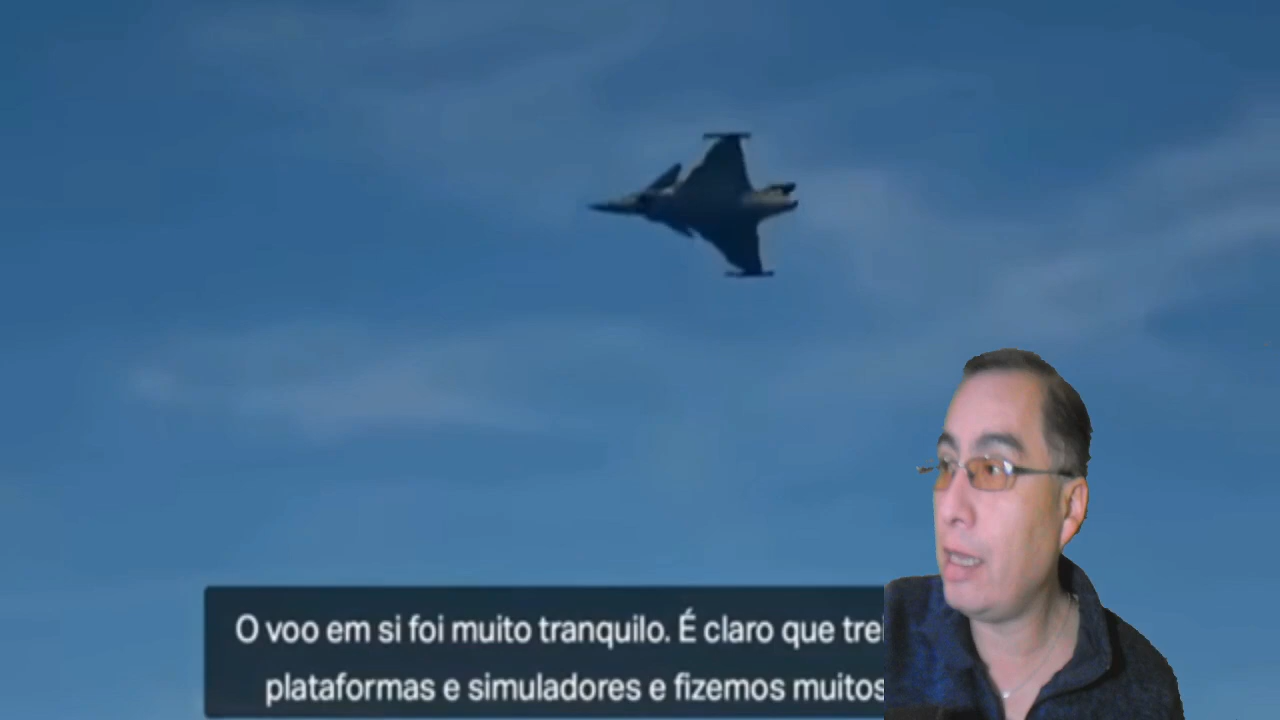 O voo em si foi muito tranquilo. É claro que
plataformas e simuladores e fizemos muitos